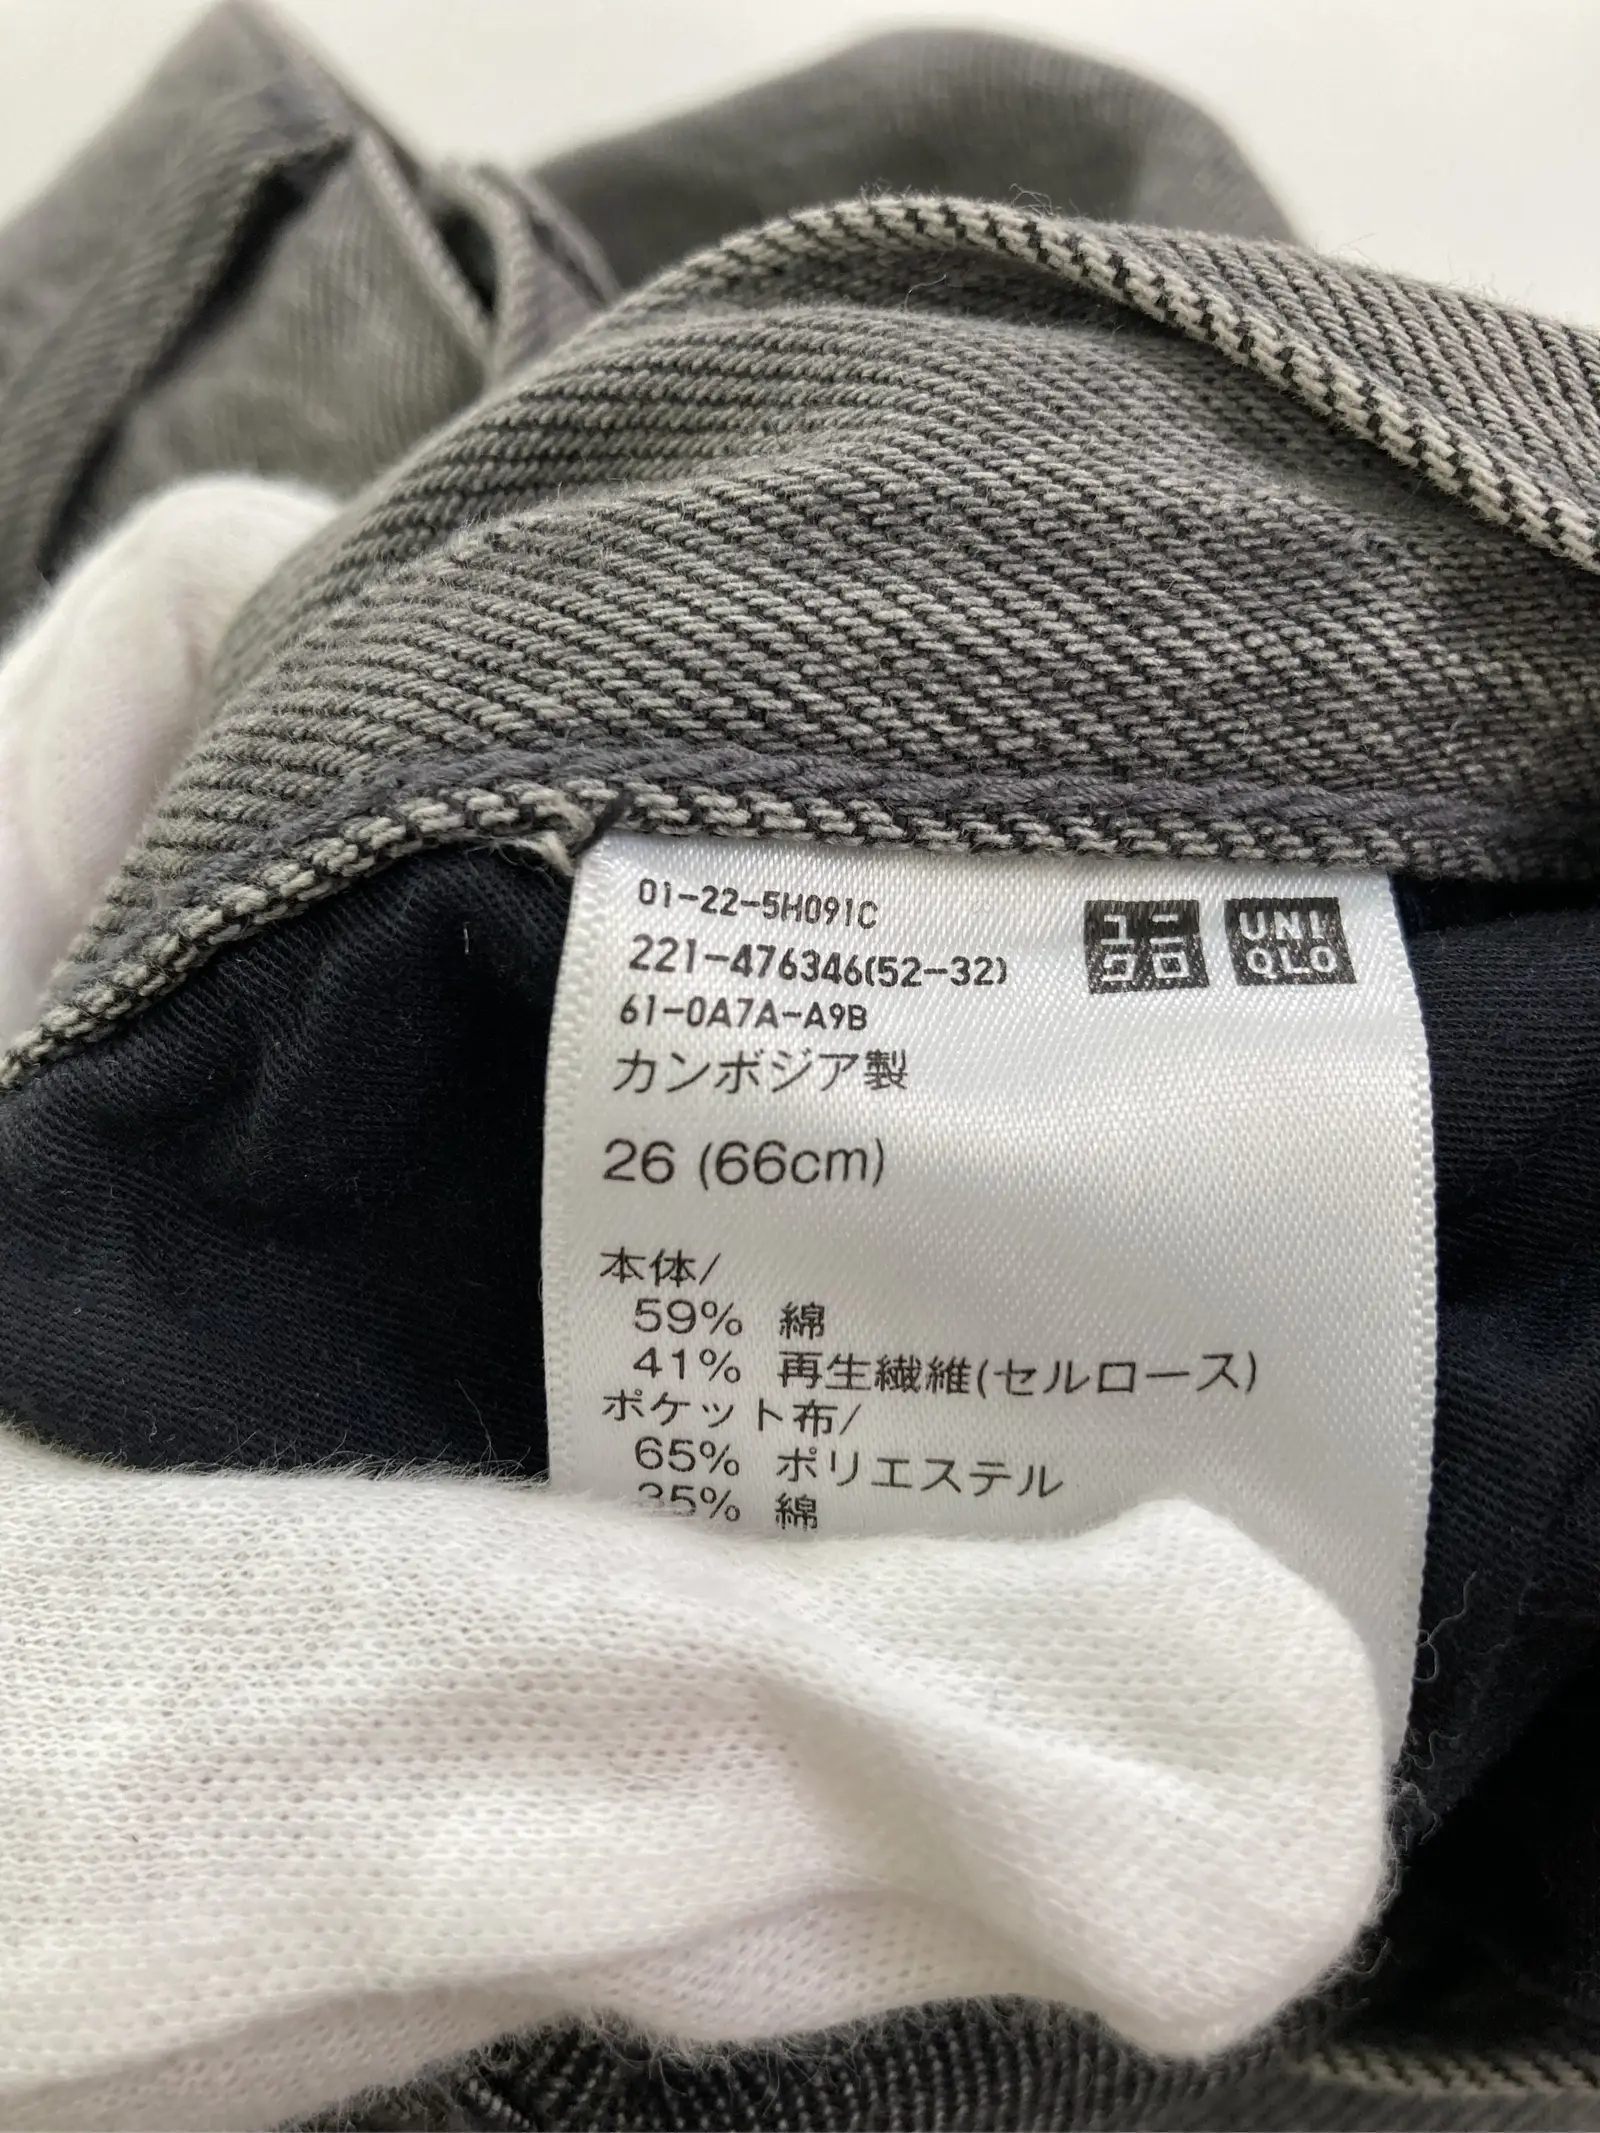 01-22-5H091C
221-476346(52-32)
61-0A7A-A9B
カンボジア製
ユニクロ
UNIQLO
26 (66cm)
本体/
59% 綿
41% 再生繊維(セルロース)
ポケット布/
65% ポリエステル
35% 綿